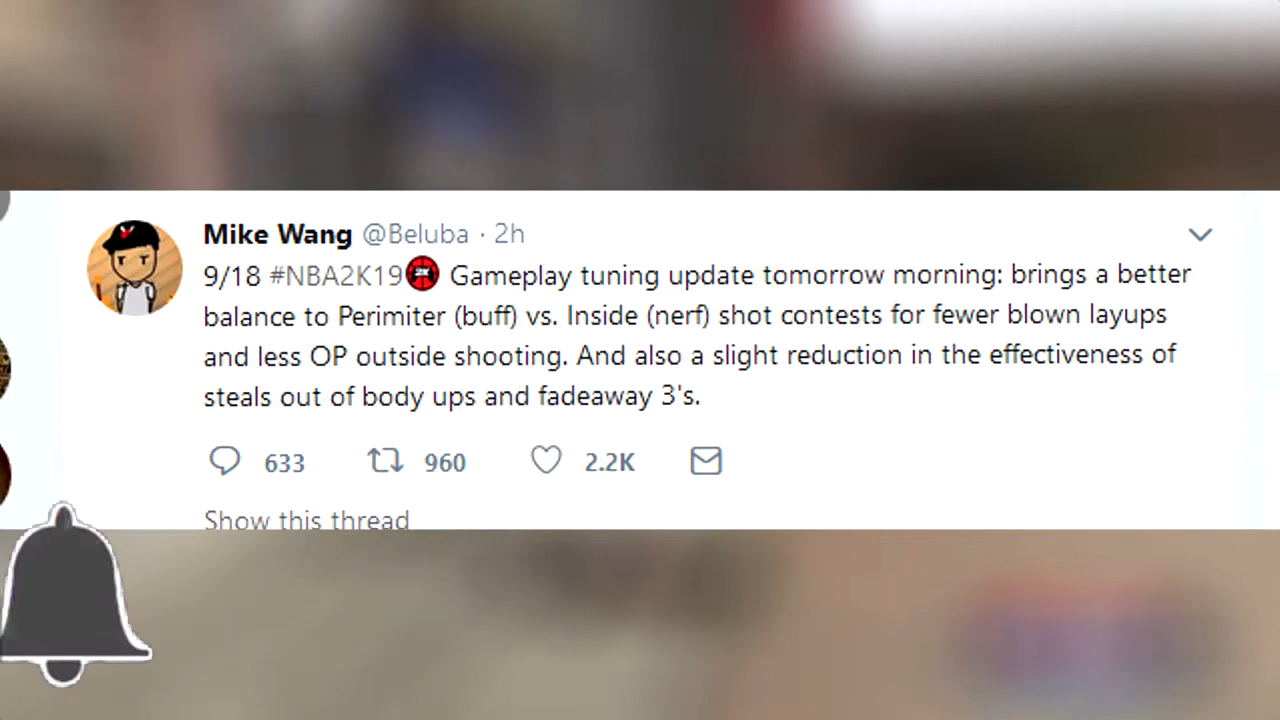 Mike Wang @Beluba · 2h
9/18 #NBA2K19 2K Gameplay tuning update tomorrow morning: brings a better
balance to Perimiter (buff) vs. Inside (nerf) shot contests for fewer blown layups
and less OP outside shooting. And also a slight reduction in the effectiveness of
steals out of body ups and fadeaway 3's.
633 960 2.2K
Show this thread